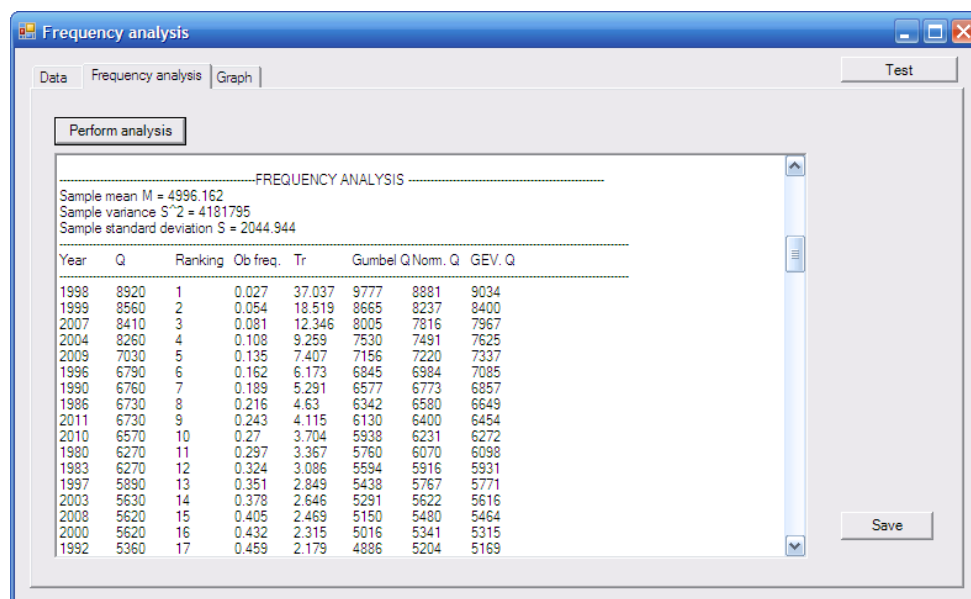 Frequency analysis
Data Frequency analysis Graph Test
Perform analysis
-----FREQUENCY ANALYSIS -----
Sample mean M = 4996.162
Sample variance S^2 = 4181795
Sample standard deviation S = 2044.944
Year Q Ranking Ob freq. Tr Gumbel Q Norm. Q GEV. Q
1998 8920 1 0.027 37.037 9777 8881 9034
1999 8560 2 0.054 18.519 8665 8237 8400
2007 8410 3 0.081 12.346 8005 7816 7967
2004 8260 4 0.108 9.259 7530 7491 7625
2009 7030 5 0.135 7.407 7156 7220 7337
1996 6790 6 0.162 6.173 6845 6984 7085
1990 6760 7 0.189 5.291 6577 6773 6857
1986 6730 8 0.216 4.63 6342 6580 6649
2011 6730 9 0.243 4.115 6130 6400 6454
2010 6570 10 0.27 3.704 5938 6231 6272
1980 6270 11 0.297 3.367 5760 6070 6098
1983 6270 12 0.324 3.086 5594 5916 5931
1997 5890 13 0.351 2.849 5438 5767 5771
2003 5630 14 0.378 2.646 5291 5622 5616
2008 5620 15 0.405 2.469 5150 5480 5464
2000 5620 16 0.432 2.315 5016 5341 5315
1992 5360 17 0.459 2.179 4886 5204 5169
Save